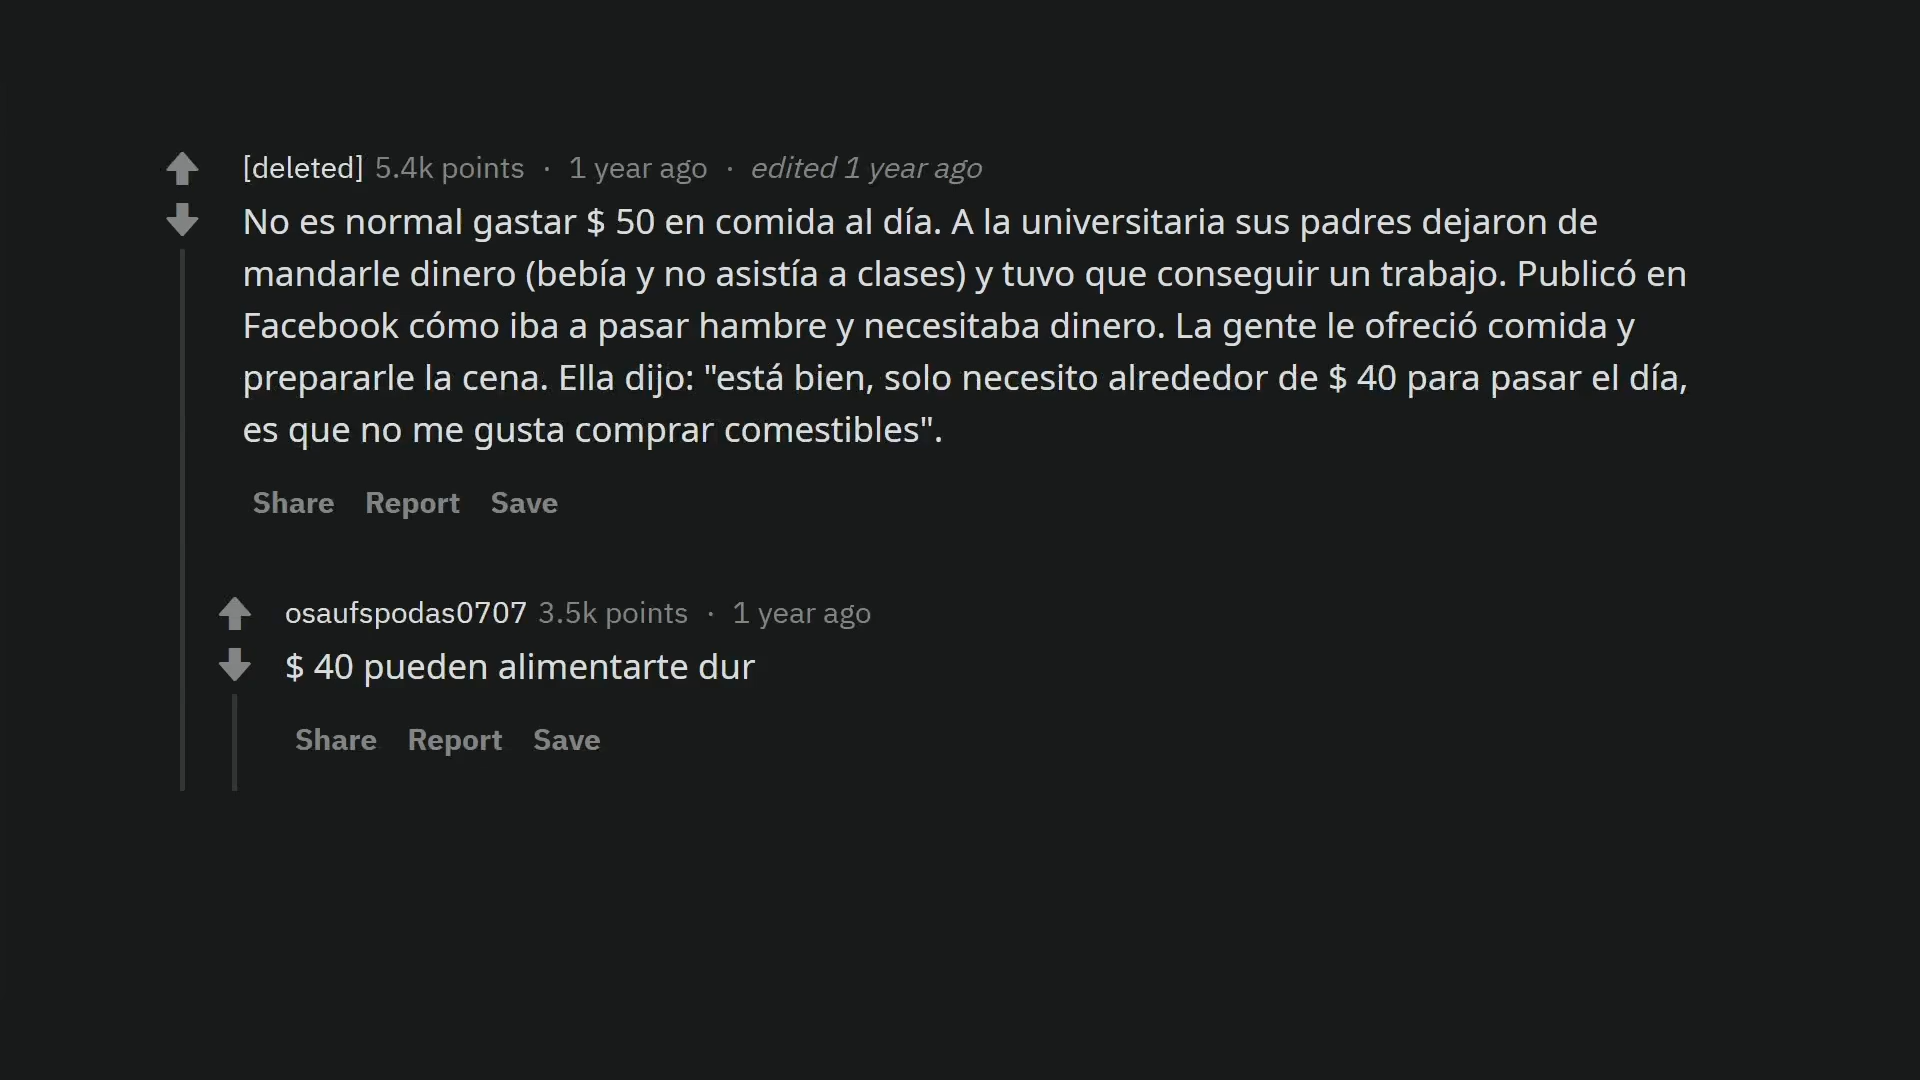 [deleted] 5.4k points · 1 year ago · edited 1 year ago
No es normal gastar $ 50 en comida al día. A la universitaria sus padres dejaron de
mandarle dinero (bebía y no asistía a clases) y tuvo que conseguir un trabajo. Publicó en
Facebook cómo iba a pasar hambre y necesitaba dinero. La gente le ofreció comida y
prepararle la cena. Ella dijo: "está bien, solo necesito alrededor de $ 40 para pasar el día,
es que no me gusta comprar comestibles".
Share Report Save
osaufspodas0707 3.5k points · 1 year ago
$ 40 pueden alimentarte dur
Share Report Save